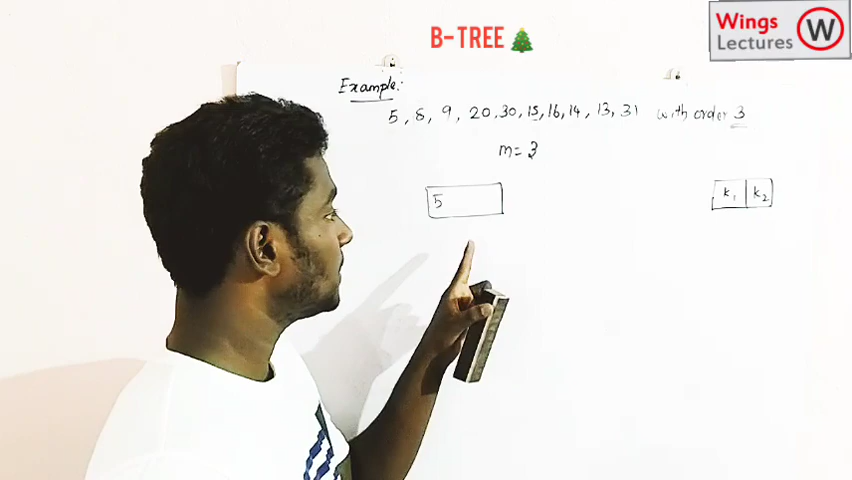 B-TREE
Wings
Lectures
W
Example:-
5, 8, 9, 20, 30, 15, 16, 14, 13, 31 with order 3
m = 3
5
K1 K2